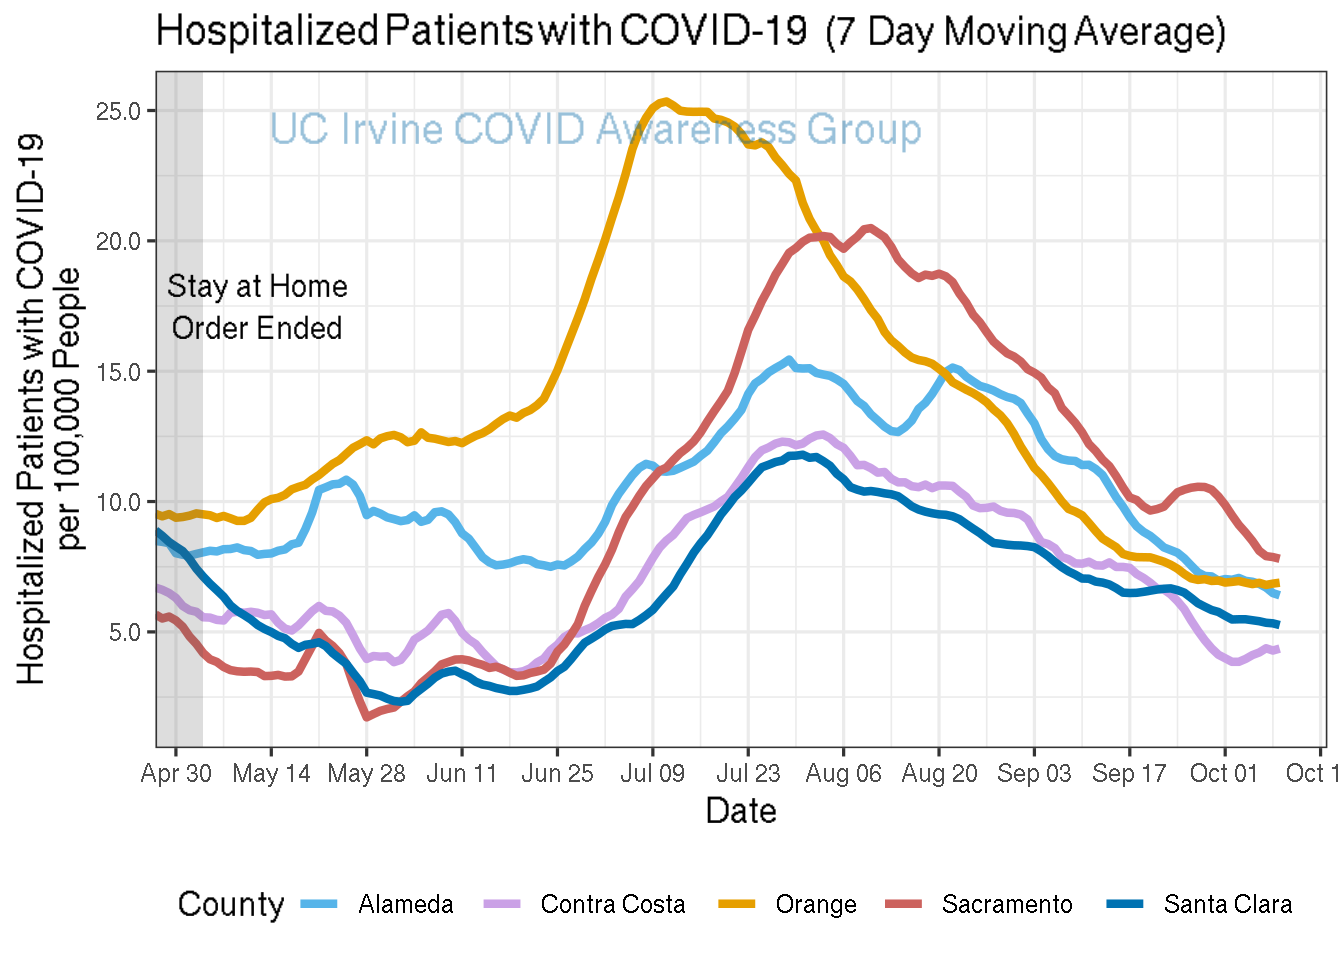 Hospitalized Patients with COVID-19 (7 Day Moving Average)
UC Irvine COVID Awareness Group
Hospitalized Patients with COVID-19
per 100,000 People
25.0
20.0
15.0
10.0
5.0
Stay at Home
Order Ended
Apr 30 May 14 May 28 Jun 11 Jun 25 Jul 09 Jul 23 Aug 06 Aug 20 Sep 03 Sep 17 Oct 01 Oct 1
Date
County Alameda Contra Costa Orange Sacramento Santa Clara